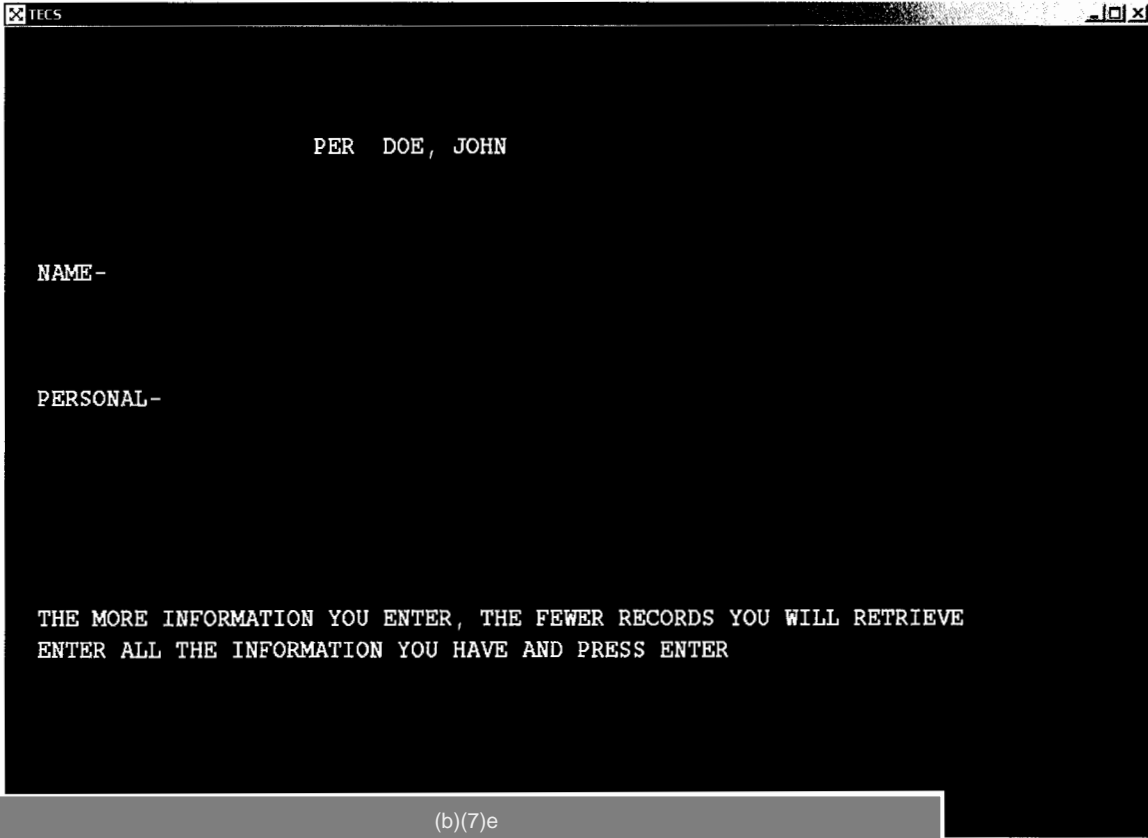 TECS
PER DOE, JOHN
NAME-
PERSONAL-
THE MORE INFORMATION YOU ENTER, THE FEWER RECORDS YOU WILL RETRIEVE
ENTER ALL THE INFORMATION YOU HAVE AND PRESS ENTER
(b)(7)e